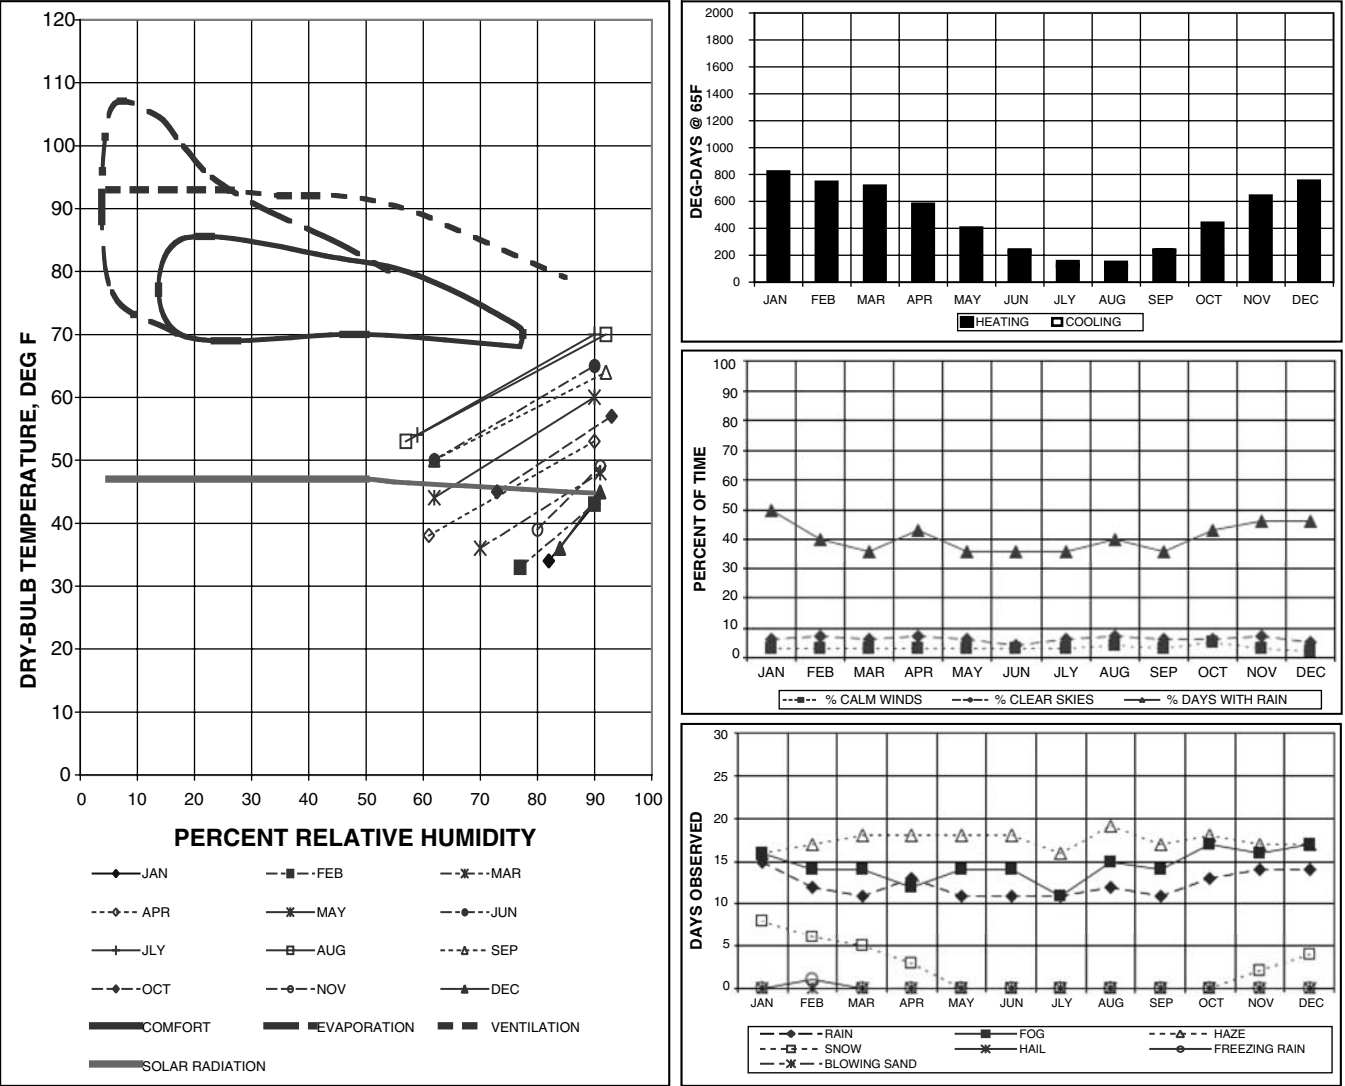 DRY-BULB TEMPERATURE, DEG F
120
110
100
90
80
70
60
50
40
30
20
10
0
0 10 20 30 40 50 60 70 80 90 100
PERCENT RELATIVE HUMIDITY
JAN FEB MAR
APR MAY JUN
JLY AUG SEP
OCT NOV DEC
COMFORT EVAPORATION VENTILATION
SOLAR RADIATION
DEG-DAYS @ 65F
2000
1800
1600
1400
1200
1000
800
600
400
200
0
JAN FEB MAR APR MAY JUN JLY AUG SEP OCT NOV DEC
HEATING COOLING
PERCENT OF TIME
100
90
80
70
60
50
40
30
20
10
0
JAN FEB MAR APR MAY JUN JLY AUG SEP OCT NOV DEC
% CALM WINDS % CLEAR SKIES % DAYS WITH RAIN
DAYS OBSERVED
30
25
20
15
10
5
0
JAN FEB MAR APR MAY JUN JLY AUG SEP OCT NOV DEC
RAIN FOG HAZE
SNOW HAIL FREEZING RAIN
BLOWING SAND